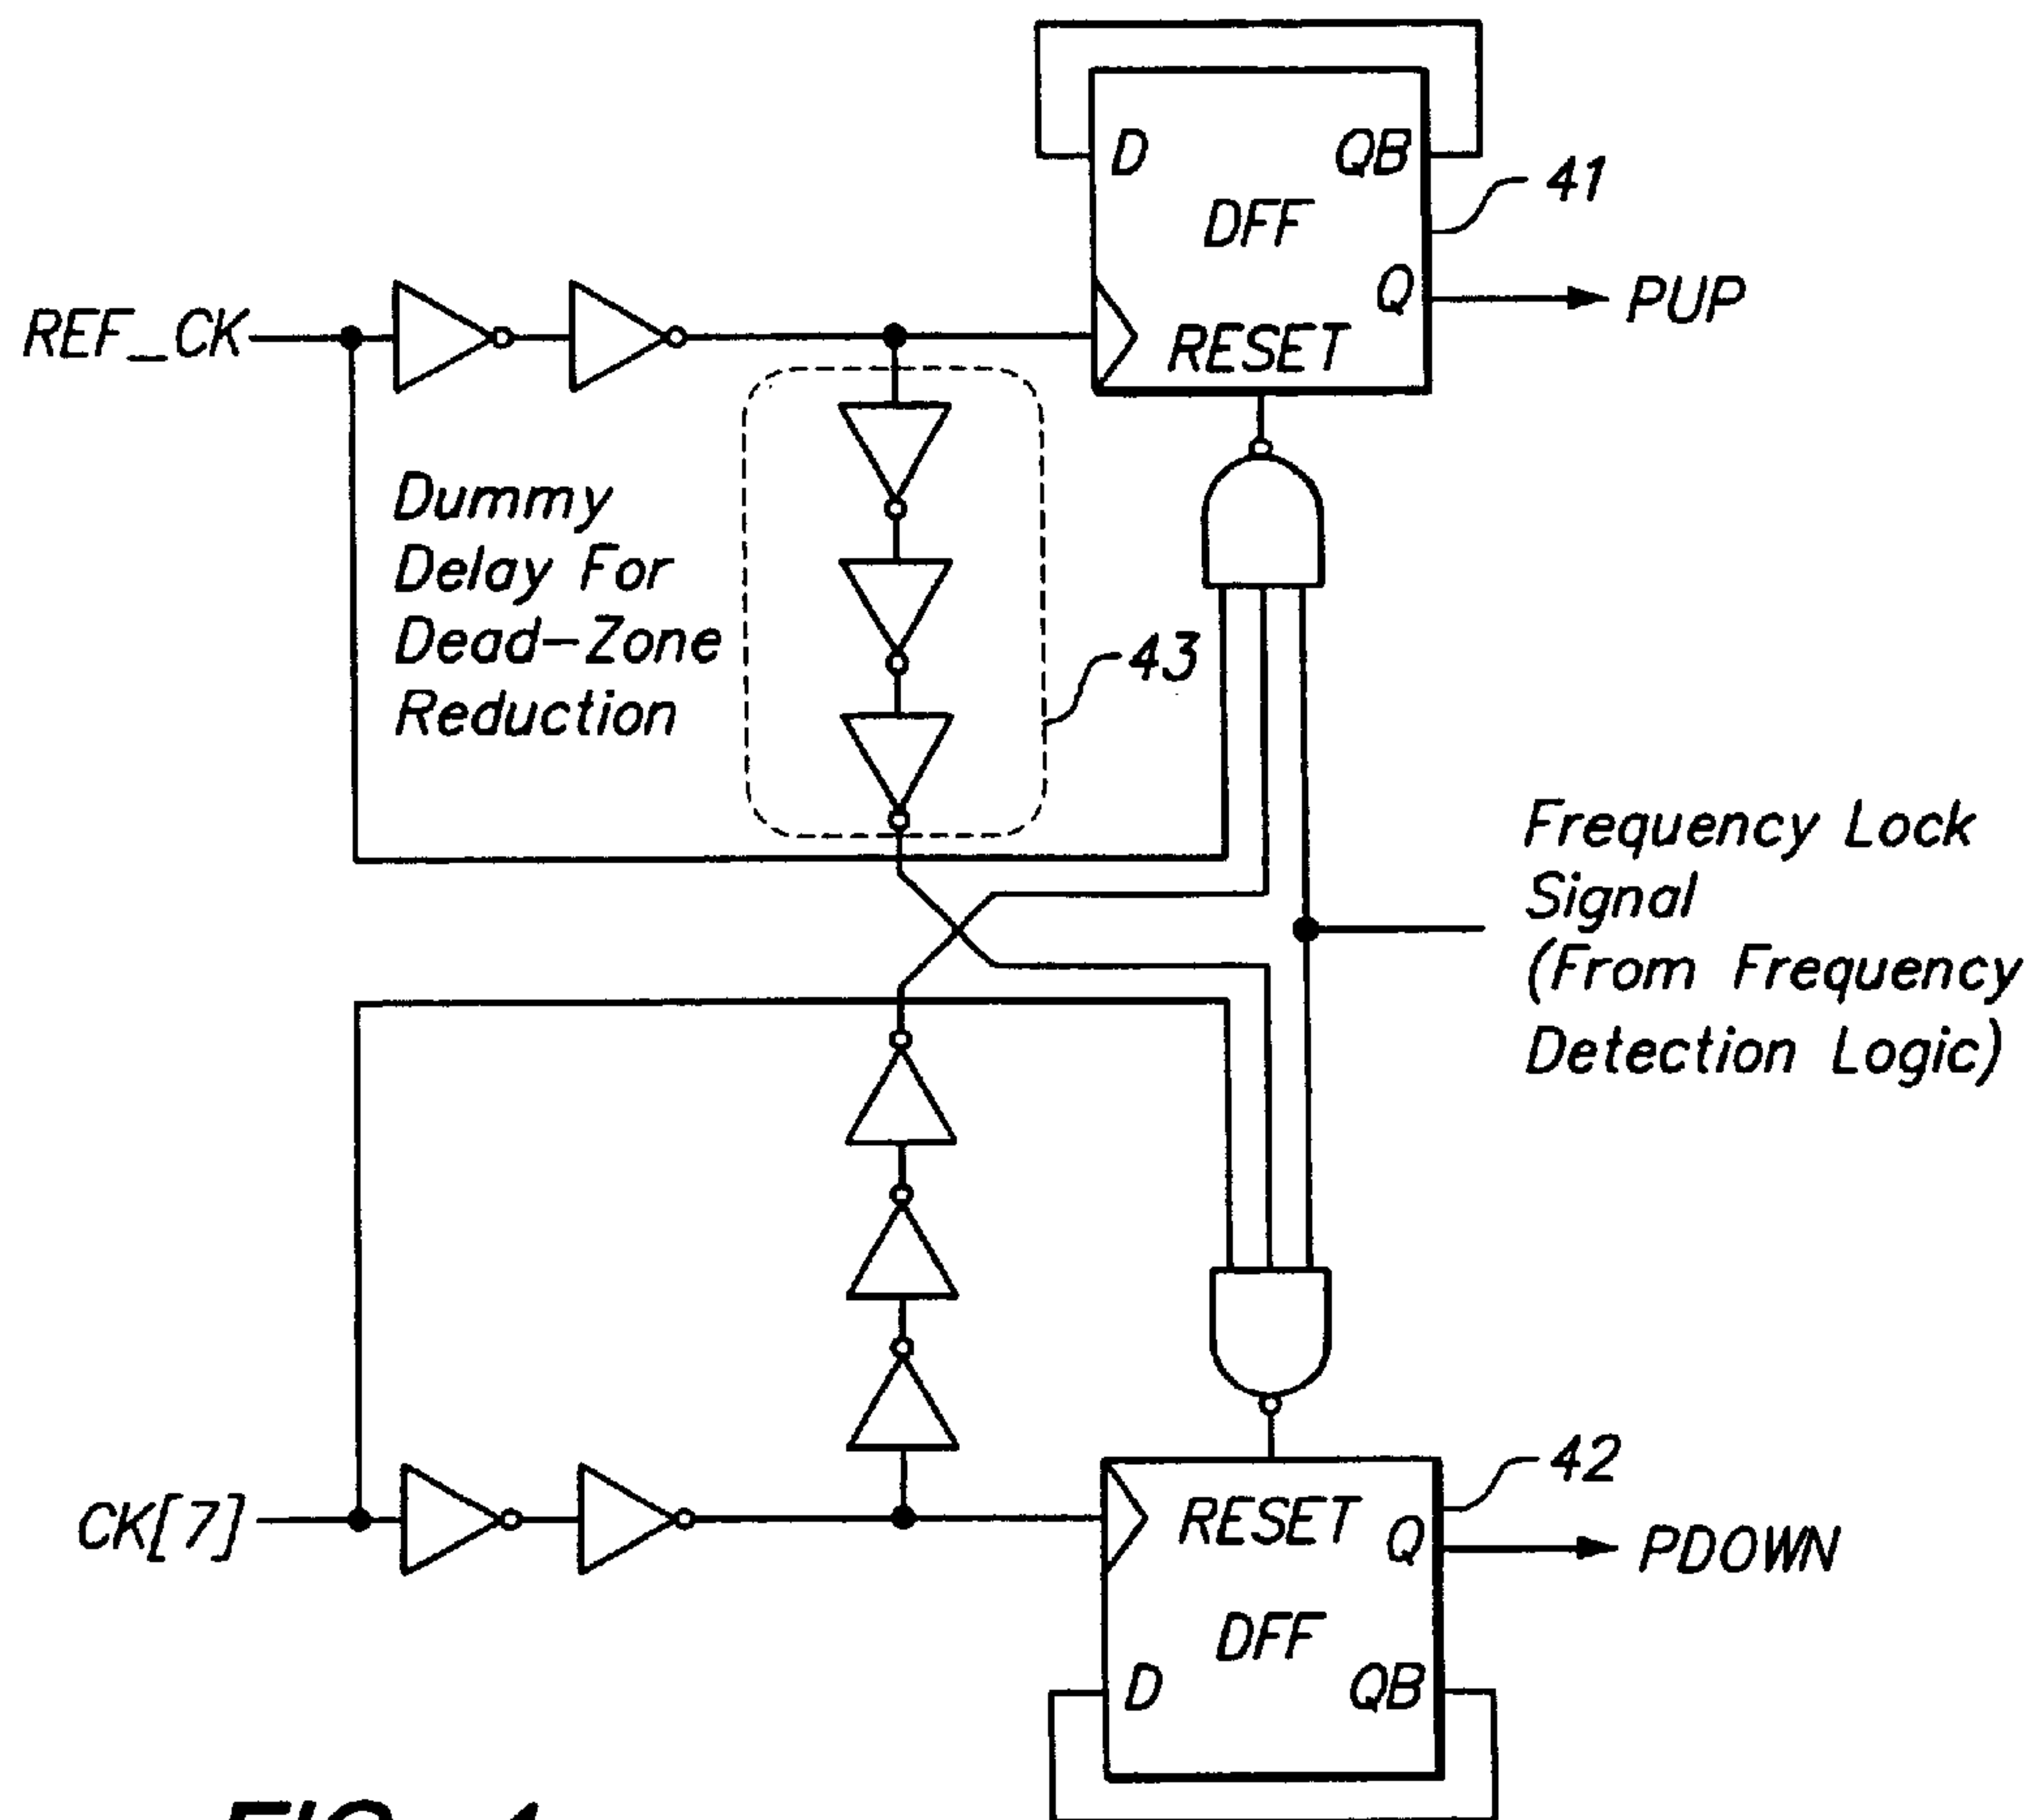 D
QB
DFF
41
Q
PUP
REF_CK
RESET
Dummy
Delay For
Dead-Zone
Reduction
43
Frequency Lock
Signal
(From Frequency
Detection Logic)
CK[7]
RESET
Q
42
PDOWN
DFF
D
QB